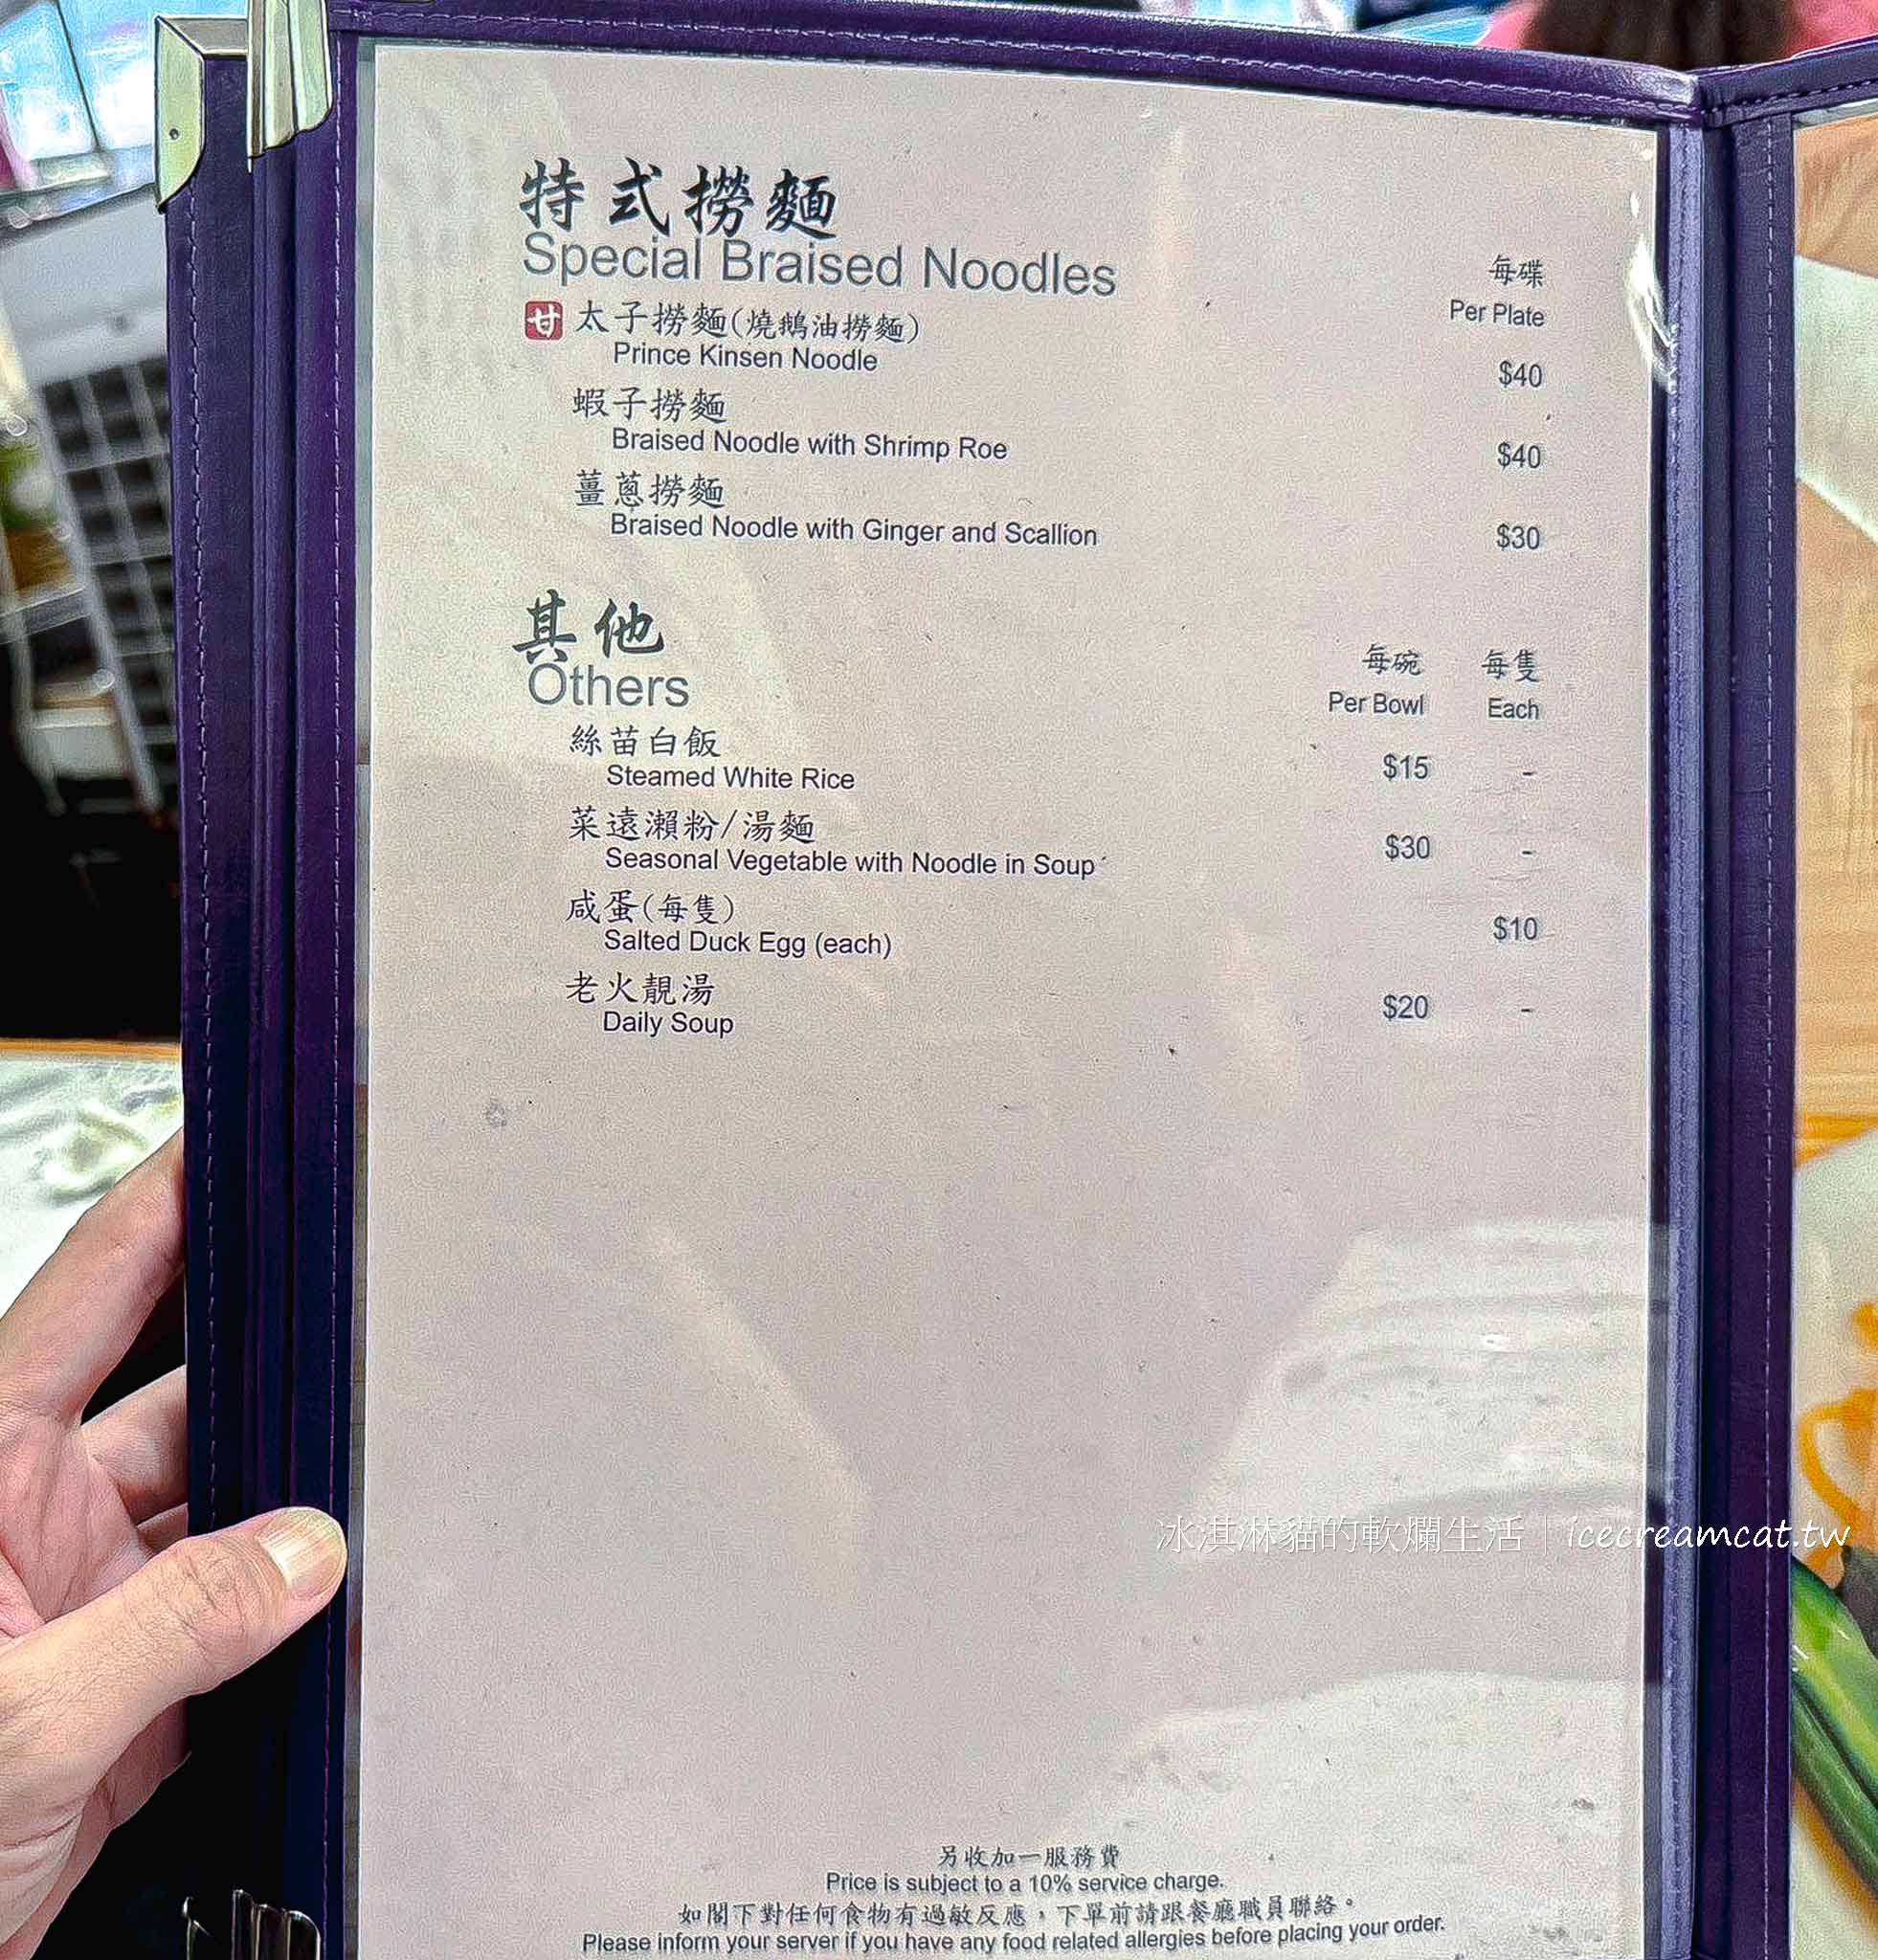 特式撈麵
Special Braised Noodles
每碟
Per Plate
甘 太子撈麵(燒鵝油撈麵)
Prince Kinsen Noodle $40
蝦子撈麵
Braised Noodle with Shrimp Roe $40
薑蔥撈麵
Braised Noodle with Ginger and Scallion $30
其他
Others
每碗 每隻
Per Bowl Each
絲苗白飯
Steamed White Rice $15 -
菜遠瀨粉/湯麵
Seasonal Vegetable with Noodle in Soup $30 -
咸蛋(每隻)
Salted Duck Egg (each) $10
老火靚湯
Daily Soup $20 -
冰淇淋貓的軟爛生活｜icecreamcat.tw
另收加一服務費
Price is subject to a 10% service charge.
如閣下對任何食物有過敏反應，下單前請跟餐廳職員聯絡。
Please inform your server if you have any food related allergies before placing your order.